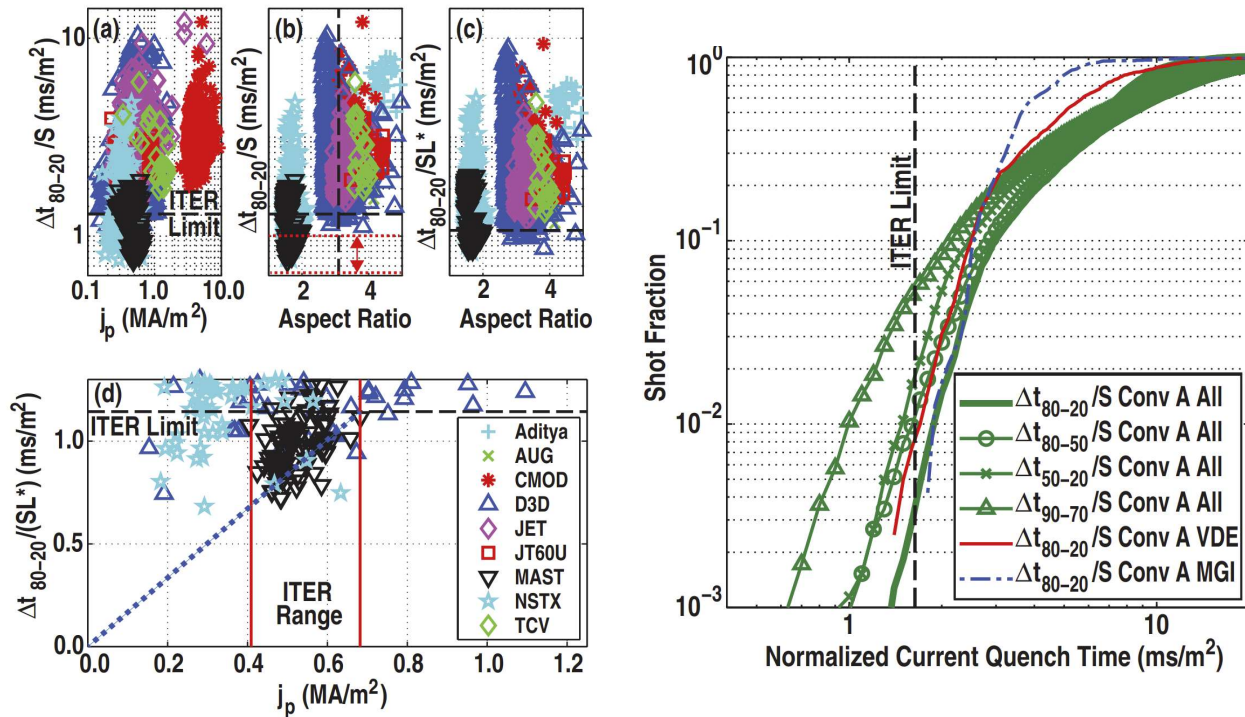 (a)
(b)
(c)
Δt80–20/S (ms/m²)
10
1
ITER
Limit
0.1 1.0 10.0
jp (MA/m²)
Δt80–20/S (ms/m²)
2 4
Aspect Ratio
Δt80–20/SL* (ms/m²)
2 4
Aspect Ratio
(d)
Δt 80–20/(SL*) (ms/m²)
1.0
0.5
0.0
ITER Limit
ITER
Range
Aditya
AUG
CMOD
D3D
JET
JT60U
MAST
NSTX
TCV
0.0 0.2 0.4 0.6 0.8 1.0 1.2
jp (MA/m²)
Shot Fraction
10⁰
10⁻¹
10⁻²
10⁻³
ITER Limit
Δt80–20/S Conv A All
Δt80–50/S Conv A All
Δt50–20/S Conv A All
Δt90–70/S Conv A All
Δt80–20/S Conv A VDE
Δt80–20/S Conv A MGI
1 10
Normalized Current Quench Time (ms/m²)